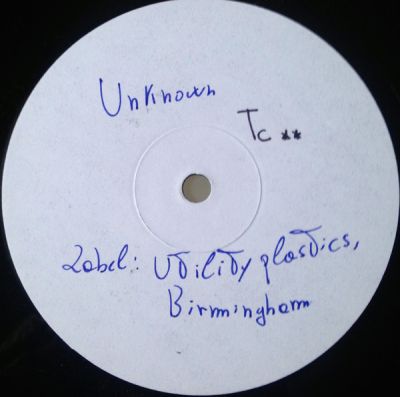 Unknown
Tc **
Label: Utility plastics,
Birmingham